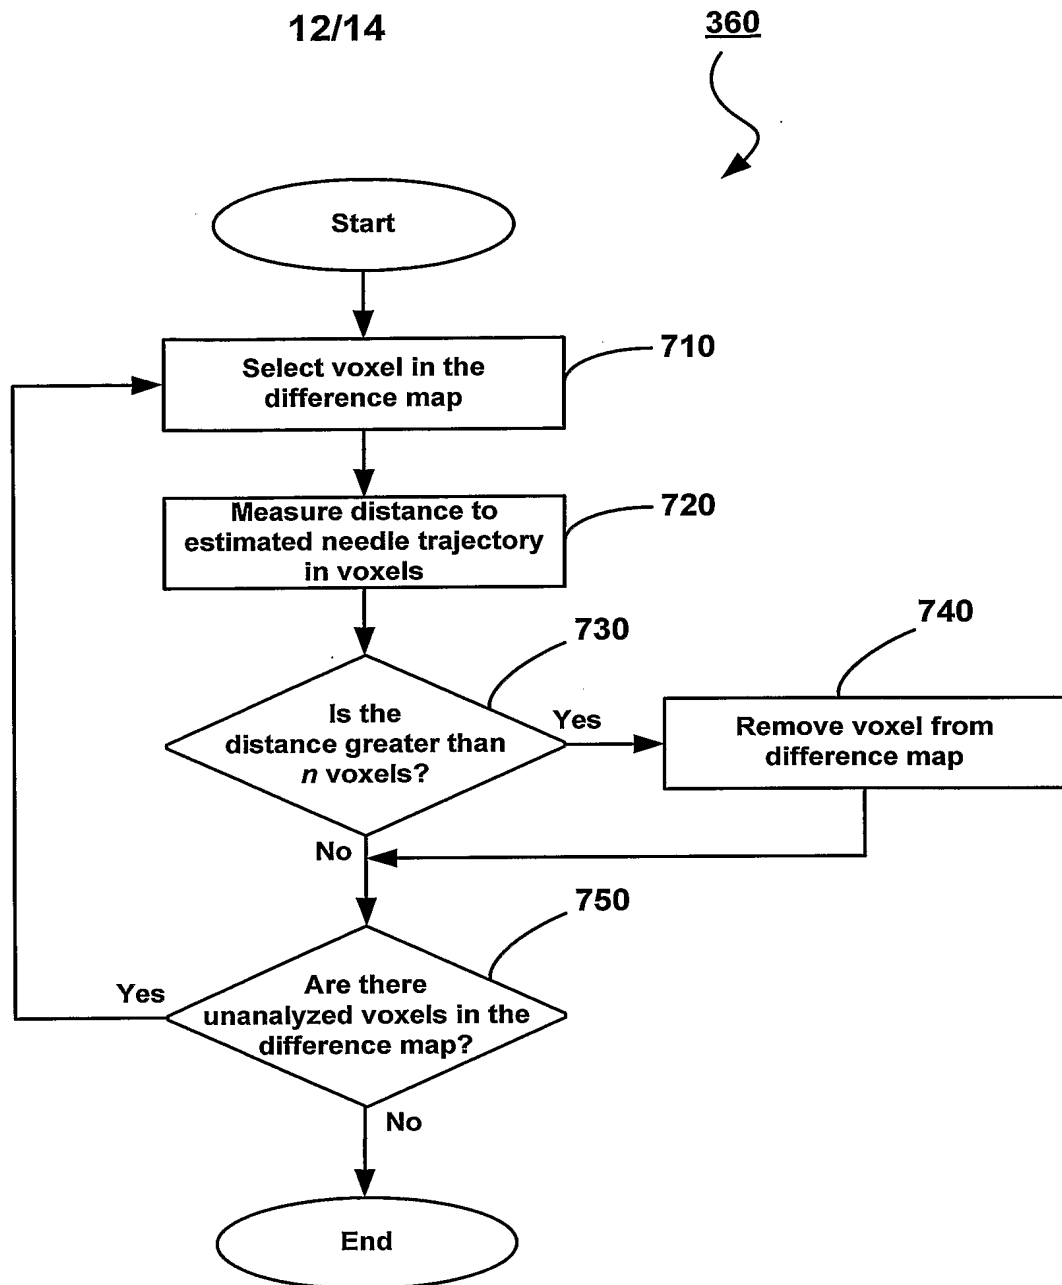 12/14
360
Start
Select voxel in the
difference map
710
Measure distance to
estimated needle trajectory
in voxels
720
Is the
distance greater than
n voxels?
730
Yes
Remove voxel from
difference map
740
No
Are there
unanalyzed voxels in the
difference map?
750
Yes
No
End